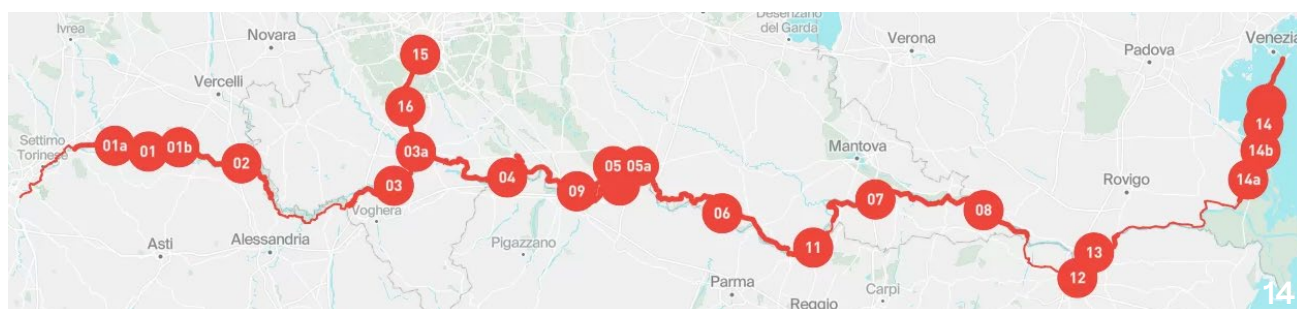 Desenzano
del Garda
Ivrea
Novara
Verona
Padova
Venezia
15
Vercelli
16
14
Settimo
Torinese
01a
01
01b
03a
05
05a
Mantova
14b
02
04
14a
03
09
07
Rovigo
08
Voghera
06
Asti
Alessandria
Pigazzano
11
13
12
Parma
Carpi
Reggio
14